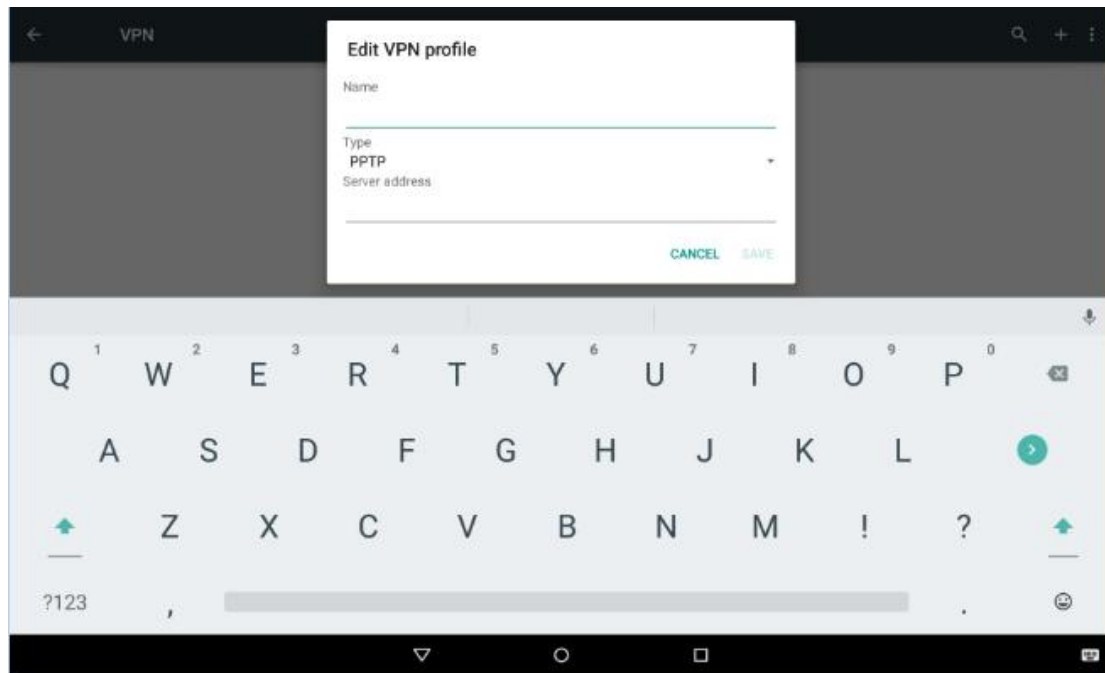 VPN
Edit VPN profile
Name
Type
PPTP
Server address
CANCEL SAVE
1 2 3 4 5 6 7 8 9 0
Q W E R T Y U I O P
A S D F G H J K L
Z X C V B N M ! ?
?123 , .